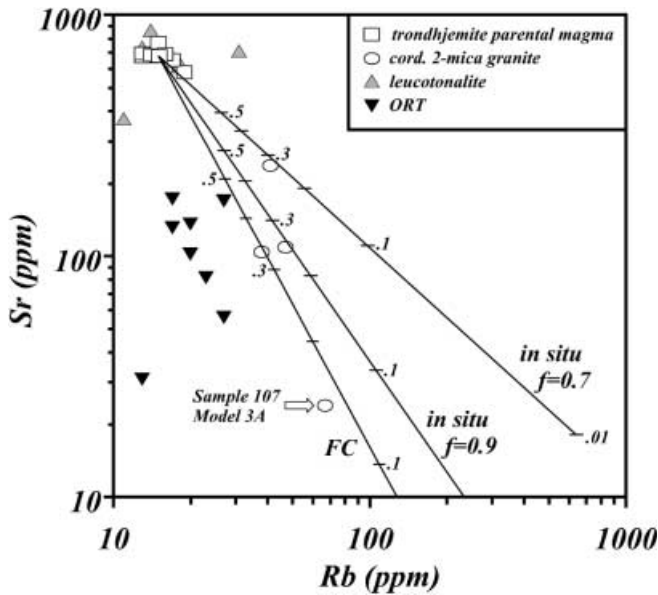 1000
trondhjemite parental magma
cord. 2-mica granite
leucotonalite
ORT
.5
.5
.3
.5
.3
.1
100
.3
Sr (ppm)
in situ
f=0.7
.1
Sample 107
Model 3A
in situ
f=0.9
.01
FC
.1
10
10
100
1000
Rb (ppm)